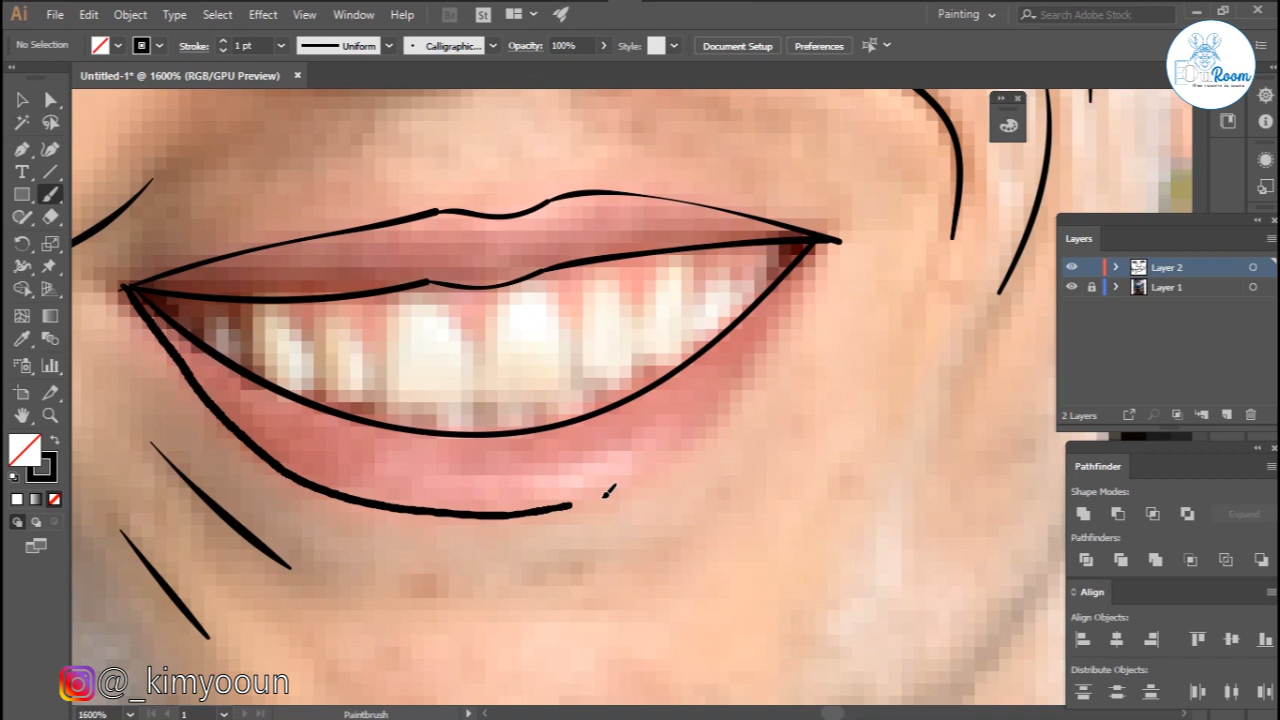 Ai File Edit Object Type Select Effect View Window Help Br St Painting Search Adobe Stock
No Selection Stroke: 1 pt Uniform Calligraphic... Opacity: 100% Style: Document Setup Preferences
Room
Untitled-1* @ 1600% (RGB/GPU Preview)
Layers
Layer 2
Layer 1
2 Layers
Pathfinder
Shape Modes:
Expand
Pathfinders:
Align
Align Objects:
Distribute Objects:
@_kimyooun
1600% 1 Paintbrush